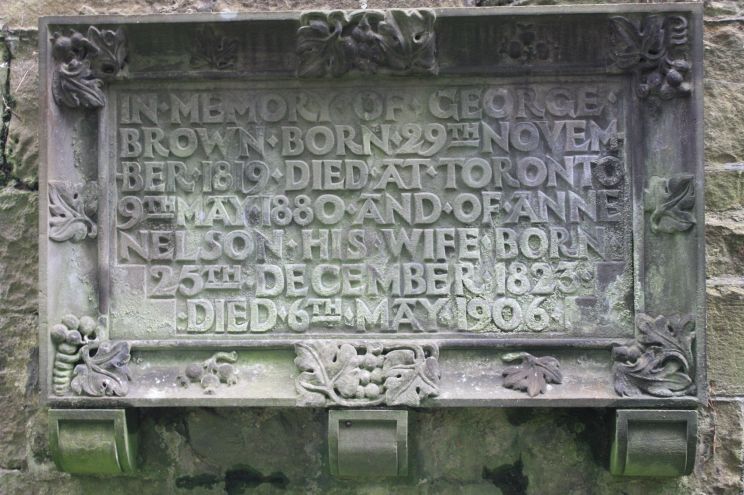 IN·MEMORY·OF·GEORGE·
BROWN·BORN·29TH·NOVEM
BER·1819·DIED·AT·TORONTO
9TH·MAY·1880·AND·OF·ANNE
NELSON·HIS·WIFE·BORN·
·25TH·DECEMBER·1823·
·DIED·6TH·MAY·1906·